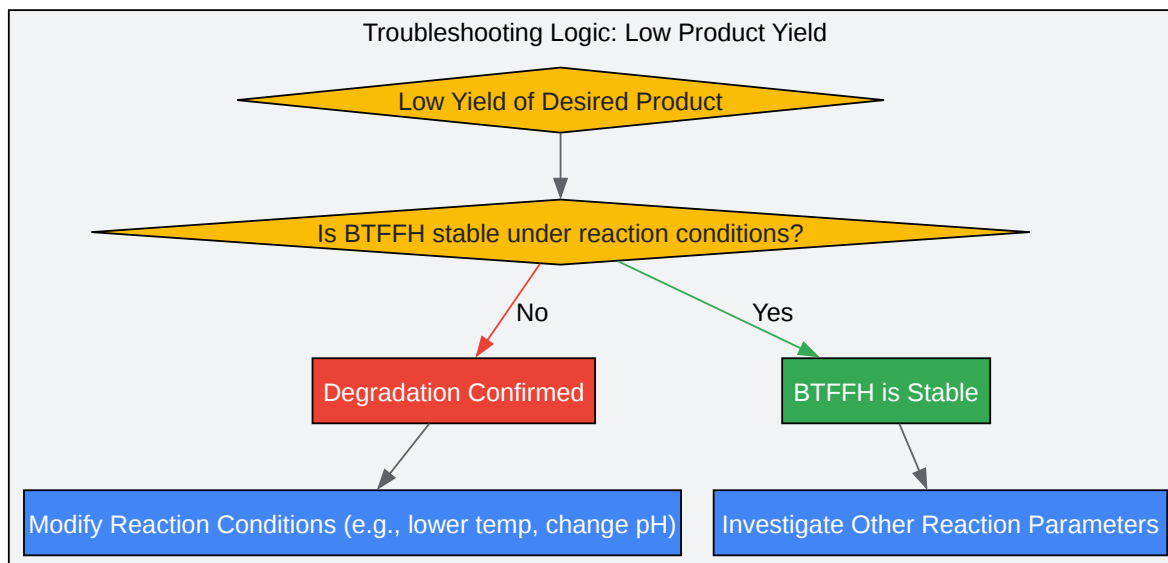 Troubleshooting Logic: Low Product Yield
Low Yield of Desired Product
Is BTFFH stable under reaction conditions?
No
Yes
Degradation Confirmed
BTFFH is Stable
Modify Reaction Conditions (e.g., lower temp, change pH)
Investigate Other Reaction Parameters